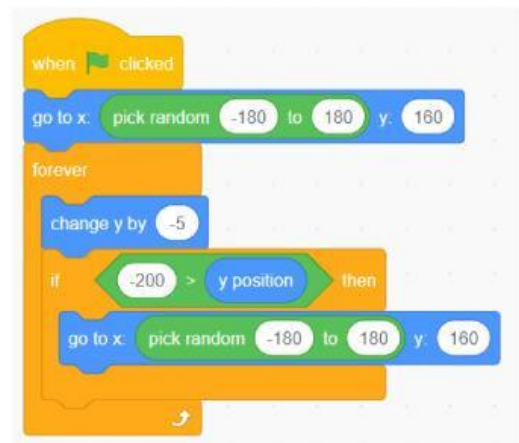 when clicked
go to x: pick random -180 to 180 y: 160
forever
change y by -5
if -200 > y position then
go to x: pick random -180 to 180 y: 160